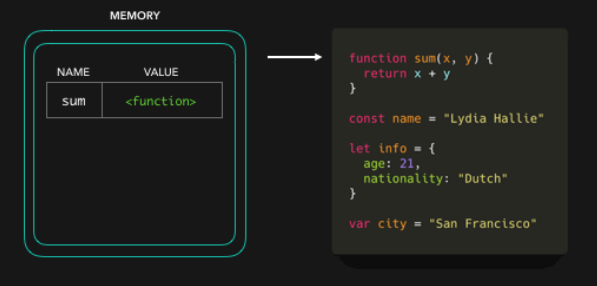 MEMORY
NAME VALUE
sum <function>
function sum(x, y) {
  return x + y
}
const name = "Lydia Hallie"
let info = {
  age: 21,
  nationality: "Dutch"
}
var city = "San Francisco"